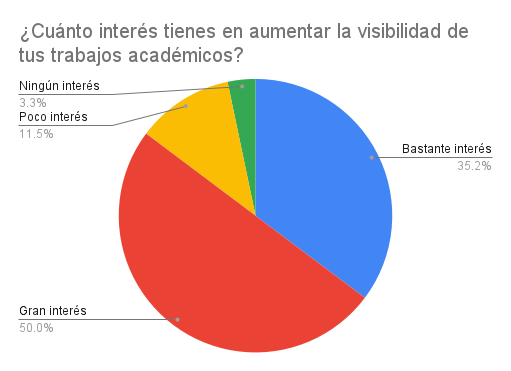 ¿Cuánto interés tienes en aumentar la visibilidad de
tus trabajos académicos?
Ningún interés
3.3%
Poco interés
11.5%
Bastante interés
35.2%
Gran interés
50.0%